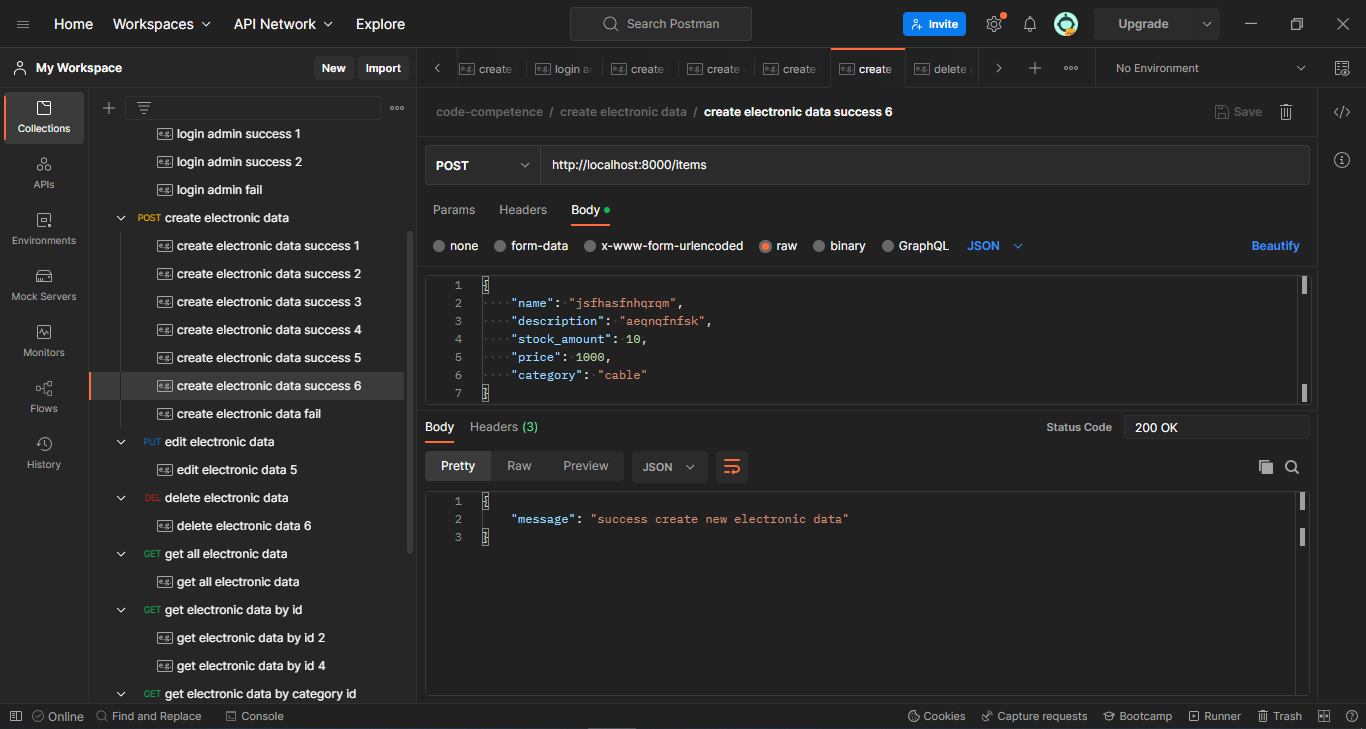 Home Workspaces API Network Explore Search Postman Invite Upgrade
My Workspace New Import
create login a create create create create delete No Environment
Collections
APIs
Environments
Mock Servers
Monitors
Flows
History
login admin success 1
login admin success 2
login admin fail
POST create electronic data
create electronic data success 1
create electronic data success 2
create electronic data success 3
create electronic data success 4
create electronic data success 5
create electronic data success 6
create electronic data fail
PUT edit electronic data
edit electronic data 5
DEL delete electronic data
delete electronic data 6
GET get all electronic data
get all electronic data
GET get electronic data by id
get electronic data by id 2
get electronic data by id 4
GET get electronic data by category id
code-competence / create electronic data / create electronic data success 6 Save
POST http://localhost:8000/items
Params Headers Body
none form-data x-www-form-urlencoded raw binary GraphQL JSON Beautify
1 {
2 "name": "jsfhasfnhqrqm",
3 "description": "aeqnqfnfsk",
4 "stock_amount": 10,
5 "price": 1000,
6 "category": "cable"
7 }
Body Headers (3) Status Code 200 OK
Pretty Raw Preview JSON
1 {
2 "message": "success create new electronic data"
3 }
Online Find and Replace Console Cookies Capture requests Bootcamp Runner Trash